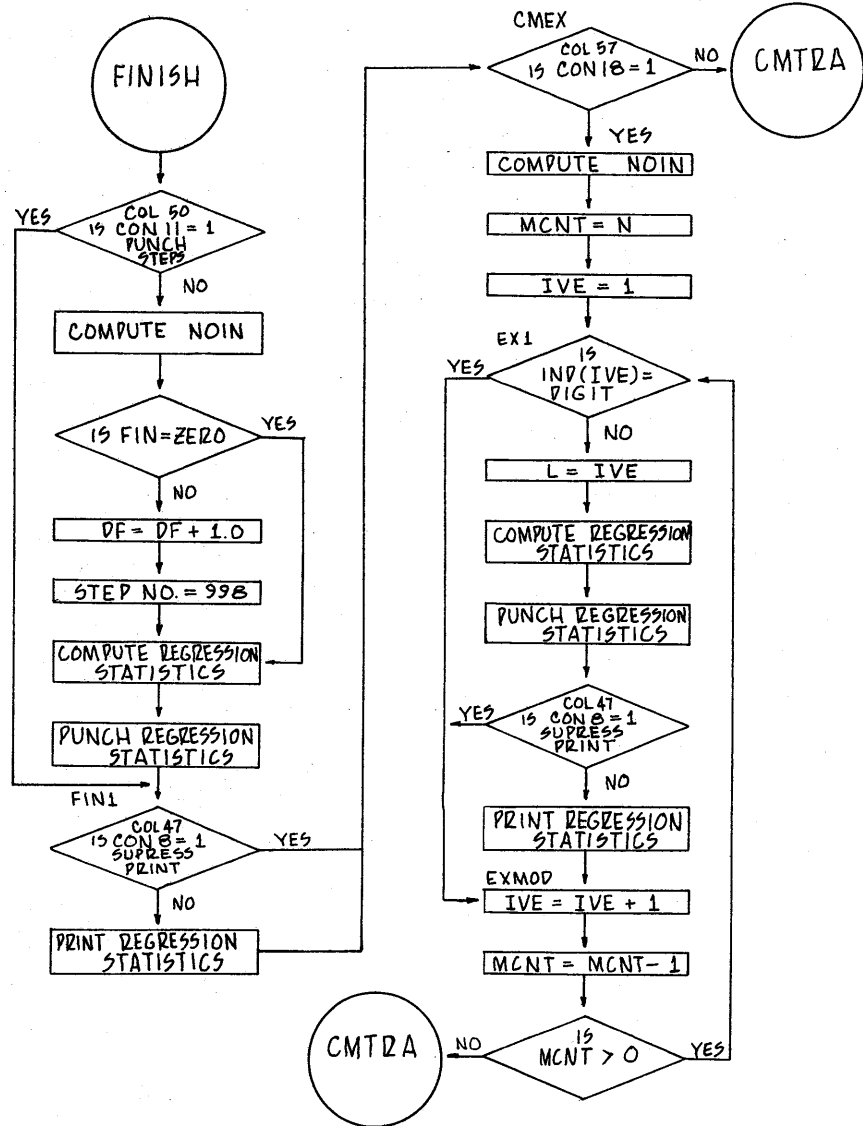 FINISH
COL 50
IS CON 11 = 1
PUNCH
STEPS
YES
NO
COMPUTE NOIN
IS FIN=ZERO
YES
NO
DF = DF + 1.0
STEP NO. = 998
COMPUTE REGRESSION
STATISTICS
PUNCH REGRESSION
STATISTICS
FIN1
COL 47
IS CON 8 = 1
SUPRESS
PRINT
YES
NO
PRINT REGRESSION
STATISTICS
CMEX
COL 57
IS CON 18 = 1
NO
CMTRA
YES
COMPUTE NOIN
MCNT = N
IVE = 1
EX1
IS
IND(IVE)=
DIGIT
YES
NO
L = IVE
COMPUTE REGRESSION
STATISTICS
PUNCH REGRESSION
STATISTICS
COL 47
IS CON 8 = 1
SUPRESS
PRINT
YES
NO
PRINT REGRESSION
STATISTICS
EXMOD
IVE = IVE + 1
MCNT = MCNT - 1
IS
MCNT > 0
YES
NO
CMTRA